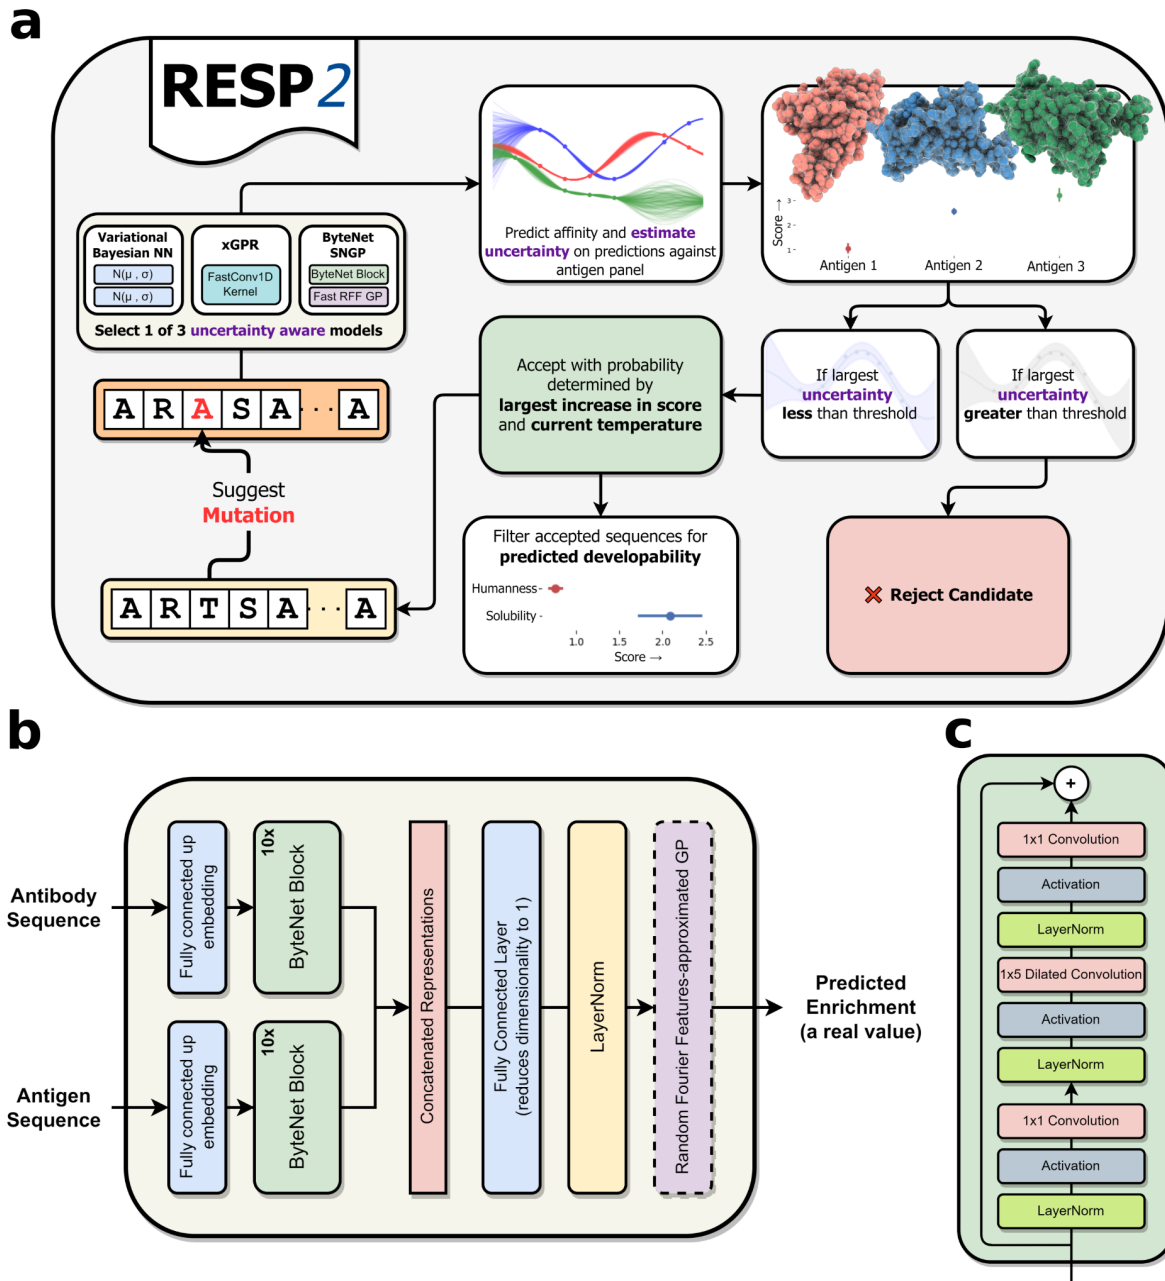 a
RESP2
Variational
Bayesian NN
N(μ , σ)
N(μ , σ)
xGPR
FastConv1D
Kernel
ByteNet
SNGP
ByteNet Block
Fast RFF GP
Select 1 of 3 uncertainty aware models
Predict affinity and estimate
uncertainty on predictions against
antigen panel
Score →
3
2
1
Antigen 1
Antigen 2
Antigen 3
If largest
uncertainty
less than threshold
If largest
uncertainty
greater than threshold
Accept with probability
determined by
largest increase in score
and current temperature
A R A S A · · · A
Suggest
Mutation
A R T S A · · · A
Filter accepted sequences for
predicted developability
Humanness
Solubility
1.0 1.5 2.0 2.5
Score →
Reject Candidate
b
Antibody
Sequence
Antigen
Sequence
Fully connected up
embedding
10x
ByteNet Block
Fully connected up
embedding
10x
ByteNet Block
Concatenated Representations
Fully Connected Layer
(reduces dimensionality to 1)
LayerNorm
Random Fourier Features-approximated GP
Predicted
Enrichment
(a real value)
c
+
1x1 Convolution
Activation
LayerNorm
1x5 Dilated Convolution
Activation
LayerNorm
1x1 Convolution
Activation
LayerNorm